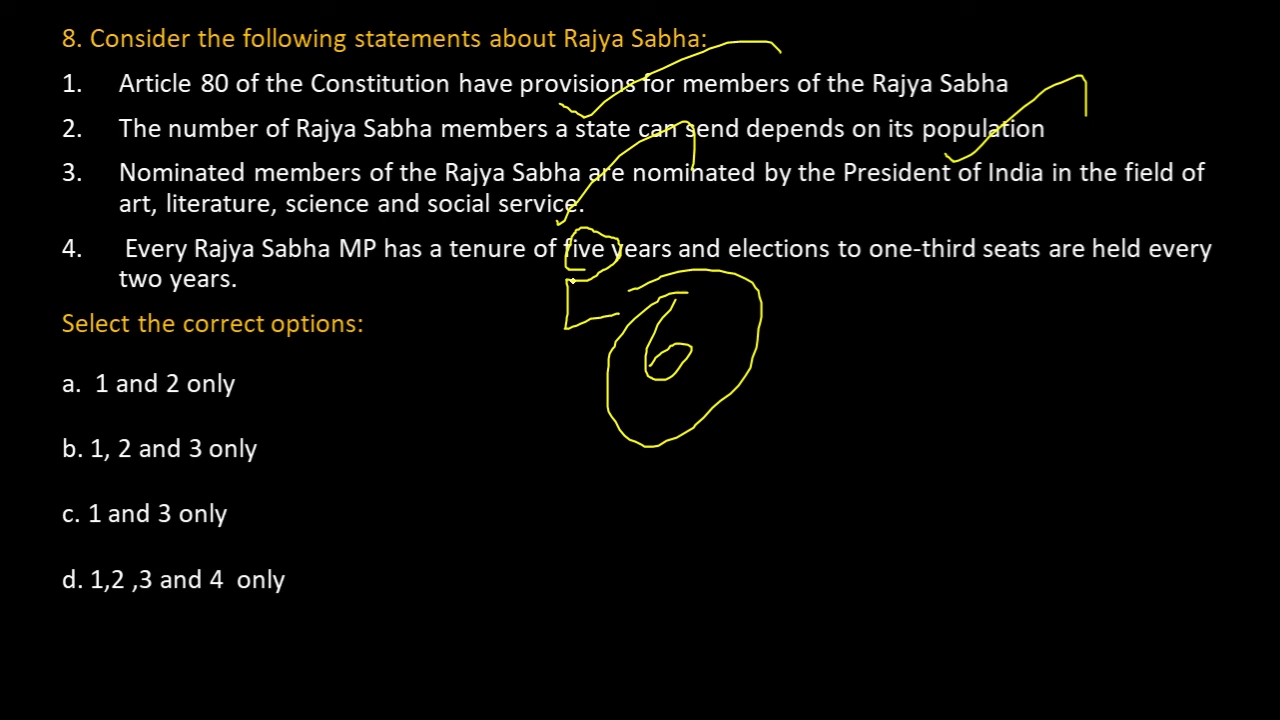 8. Consider the following statements about Rajya Sabha:
1. Article 80 of the Constitution have provisions for members of the Rajya Sabha
2. The number of Rajya Sabha members a state can send depends on its population
3. Nominated members of the Rajya Sabha are nominated by the President of India in the field of
art, literature, science and social service.
4. Every Rajya Sabha MP has a tenure of five years and elections to one-third seats are held every
two years.
6
Select the correct options:
a. 1 and 2 only
b. 1, 2 and 3 only
c. 1 and 3 only
d. 1,2 ,3 and 4 only